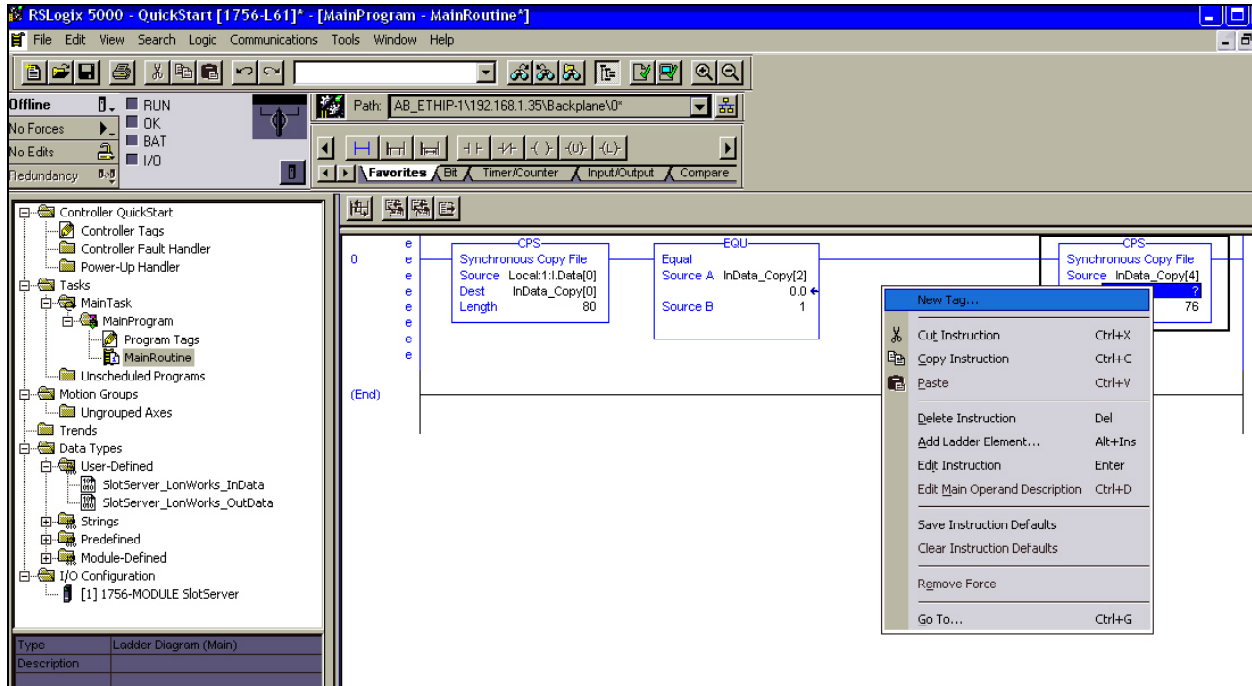 RSLogix 5000 - QuickStart [1756-L61]* - [MainProgram - MainRoutine*]
File Edit View Search Logic Communications Tools Window Help
Offline
RUN
No Forces
OK
No Edits
BAT
Redundancy
I/O
Path: AB_ETHIP-1\192.168.1.35\Backplane\0*
Favorites Bit Timer/Counter Input/Output Compare
Controller QuickStart
Controller Tags
Controller Fault Handler
Power-Up Handler
Tasks
MainTask
MainProgram
Program Tags
MainRoutine
Unscheduled Programs
Motion Groups
Ungrouped Axes
Trends
Data Types
User-Defined
SlotServer_LonWorks_InData
SlotServer_LonWorks_OutData
Strings
Predefined
Module-Defined
I/O Configuration
[1] 1756-MODULE SlotServer
Type Ladder Diagram (Main)
Description
0
e
e
e
e
e
e
e
e
CPS
Synchronous Copy File
Source Local:1:I.Data[0]
Dest InData_Copy[0]
Length 80
EQU
Equal
Source A InData_Copy[2]
0.0
Source B 1
CPS
Synchronous Copy File
Source InData_Copy[4]
?
76
(End)
New Tag...
Cut Instruction Ctrl+X
Copy Instruction Ctrl+C
Paste Ctrl+V
Delete Instruction Del
Add Ladder Element... Alt+Ins
Edit Instruction Enter
Edit Main Operand Description Ctrl+D
Save Instruction Defaults
Clear Instruction Defaults
Remove Force
Go To... Ctrl+G